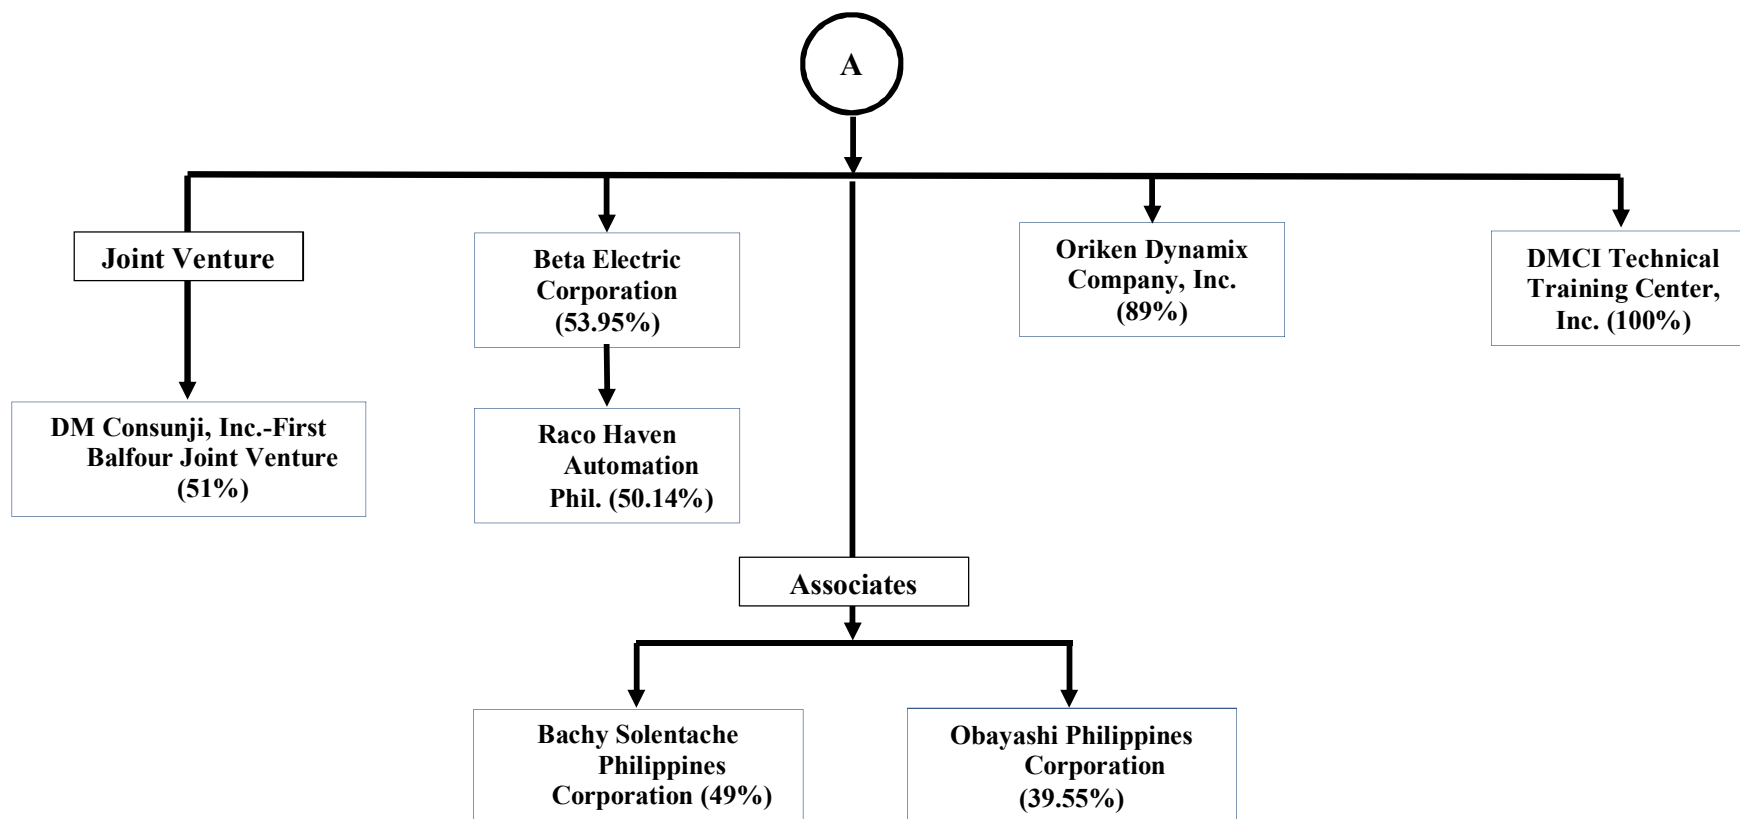 A
Joint Venture
Beta Electric
Corporation
(53.95%)
Oriken Dynamix
Company, Inc.
(89%)
DMCI Technical
Training Center,
Inc. (100%)
DM Consunji, Inc.-First
Balfour Joint Venture
(51%)
Raco Haven
Automation
Phil. (50.14%)
Associates
Bachy Solentache
Philippines
Corporation (49%)
Obayashi Philippines
Corporation
(39.55%)